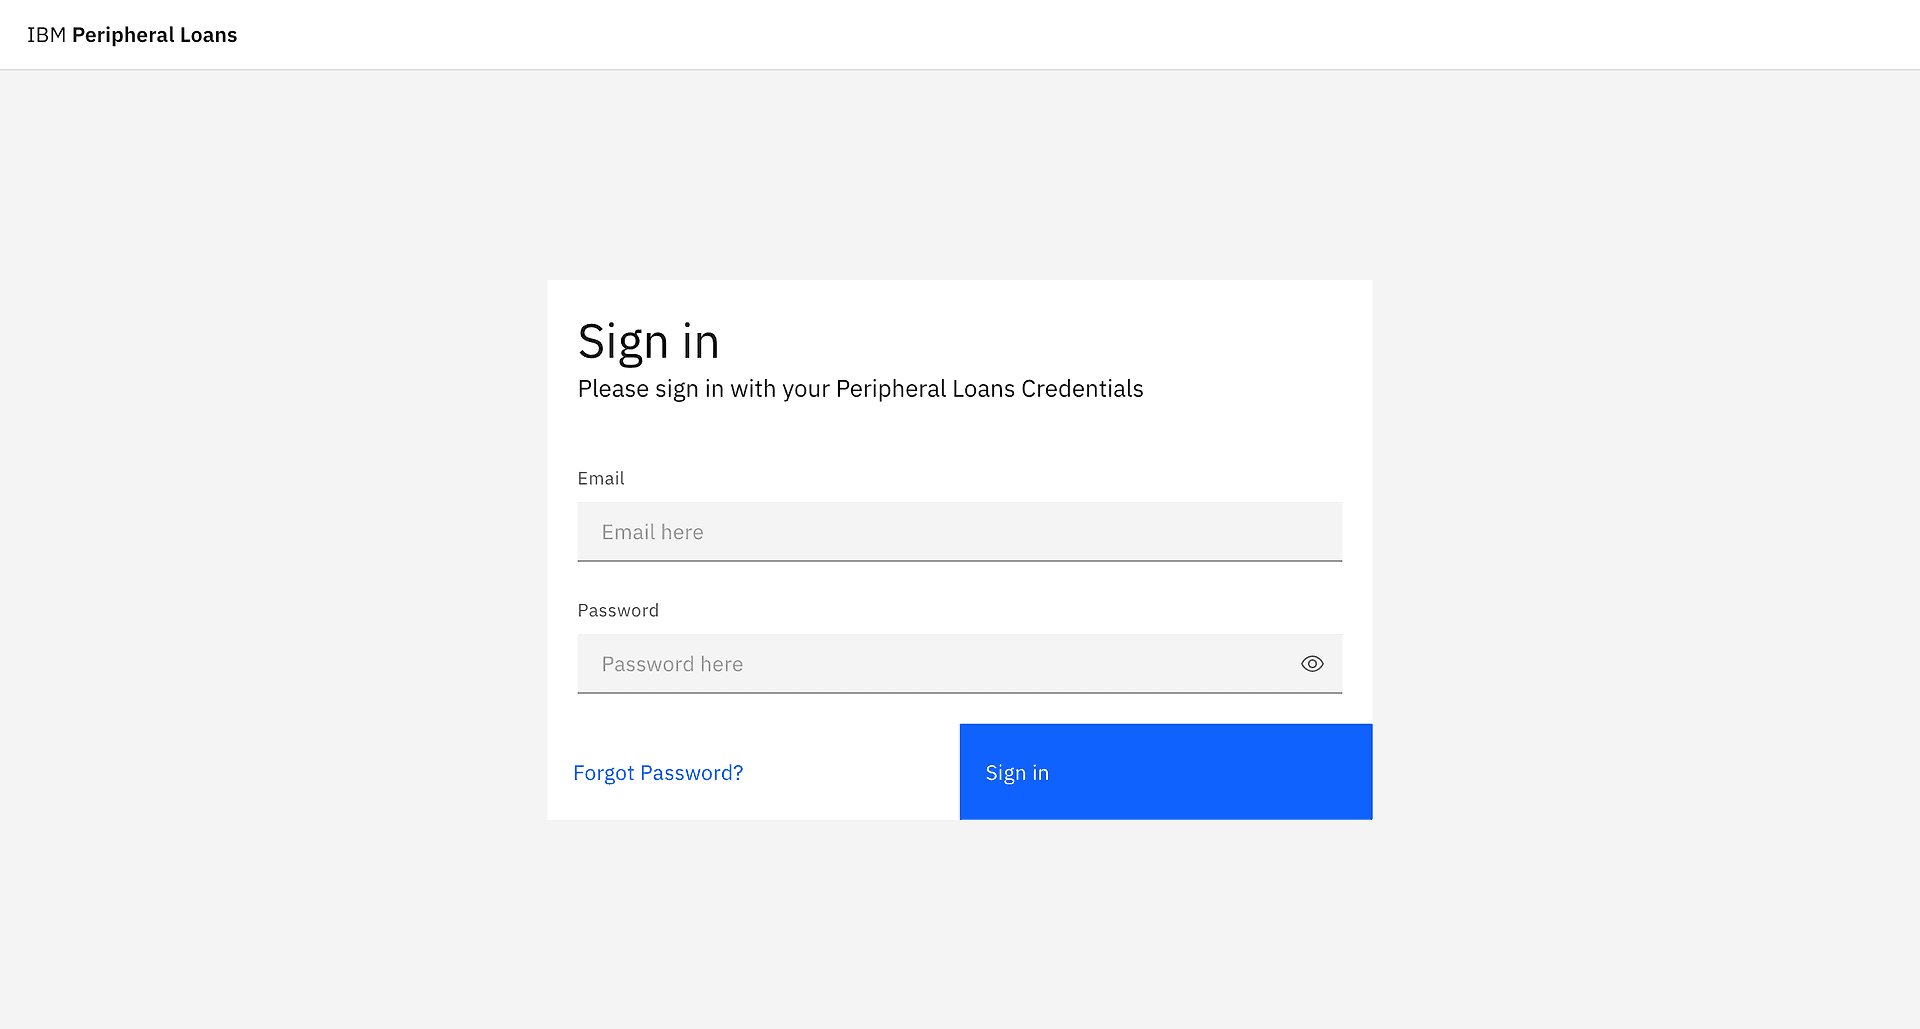 IBM Peripheral Loans
Sign in
Please sign in with your Peripheral Loans Credentials
Email
Email here
Password
Password here
Forgot Password?
Sign in